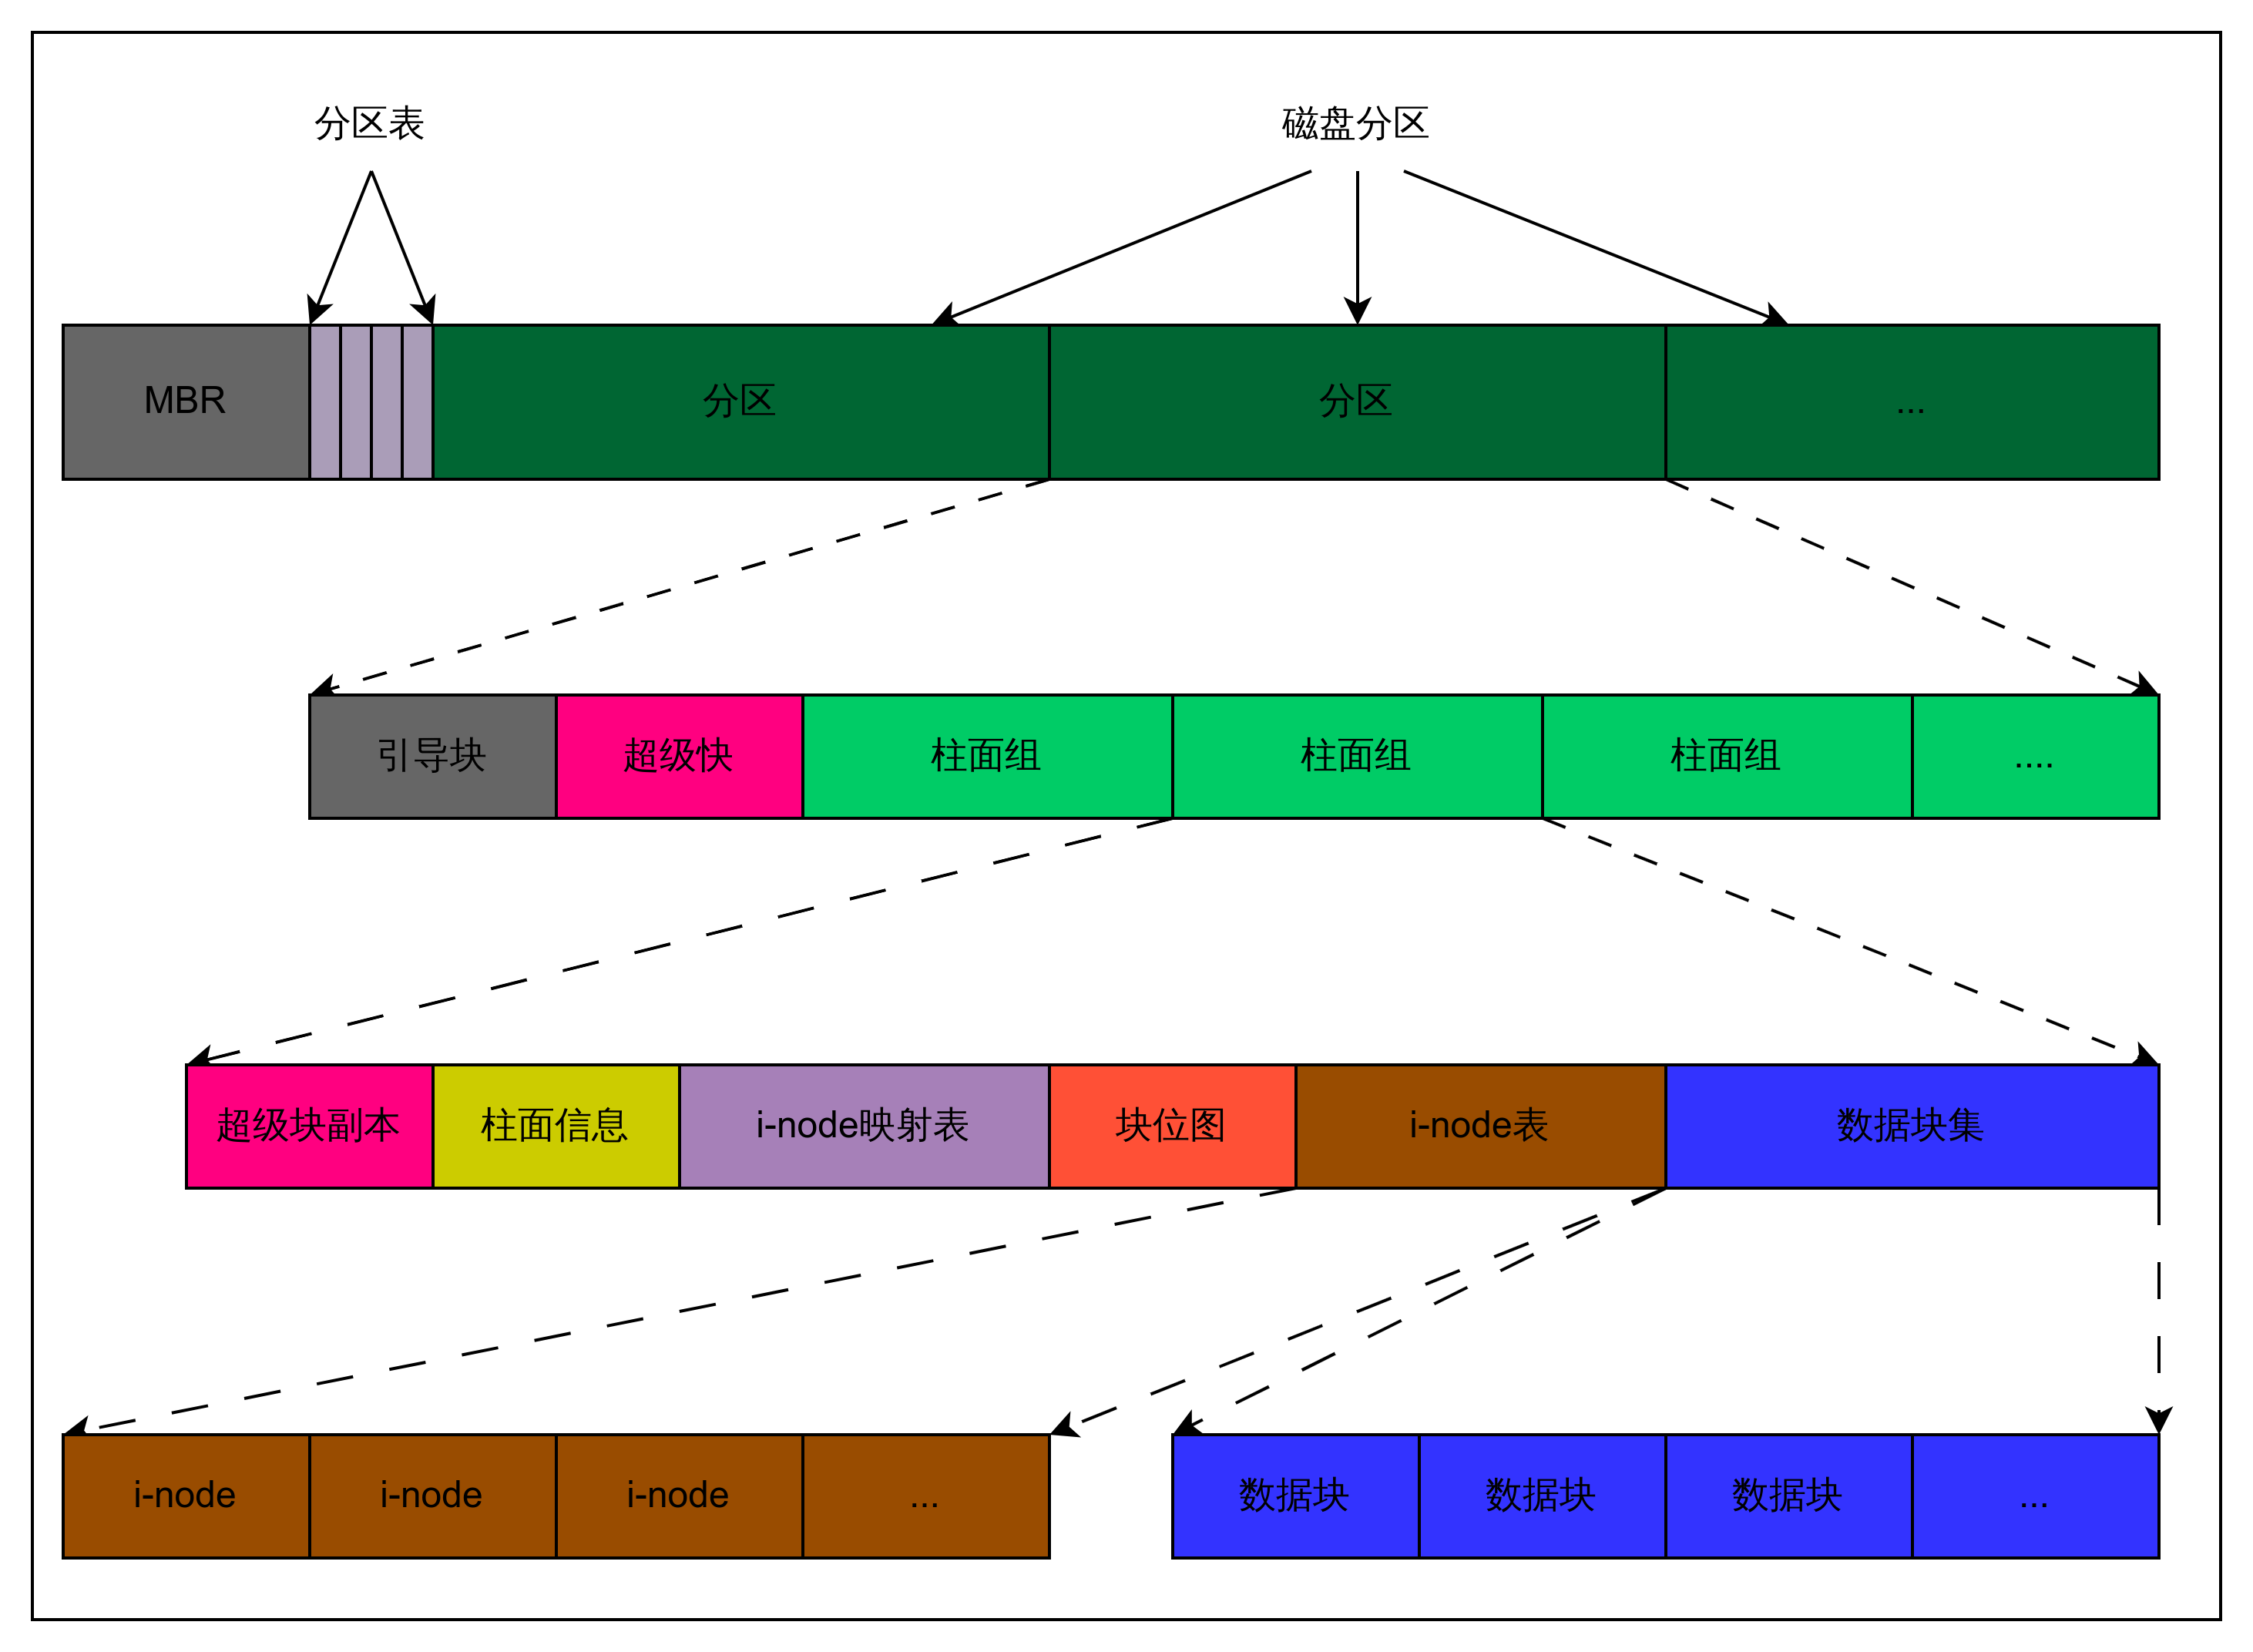 分区表
磁盘分区
MBR
分区
分区
...
引导块
超级快
柱面组
柱面组
柱面组
....
超级块副本
柱面信息
i-node映射表
块位图
i-node表
数据块集
i-node
i-node
i-node
...
数据块
数据块
数据块
...